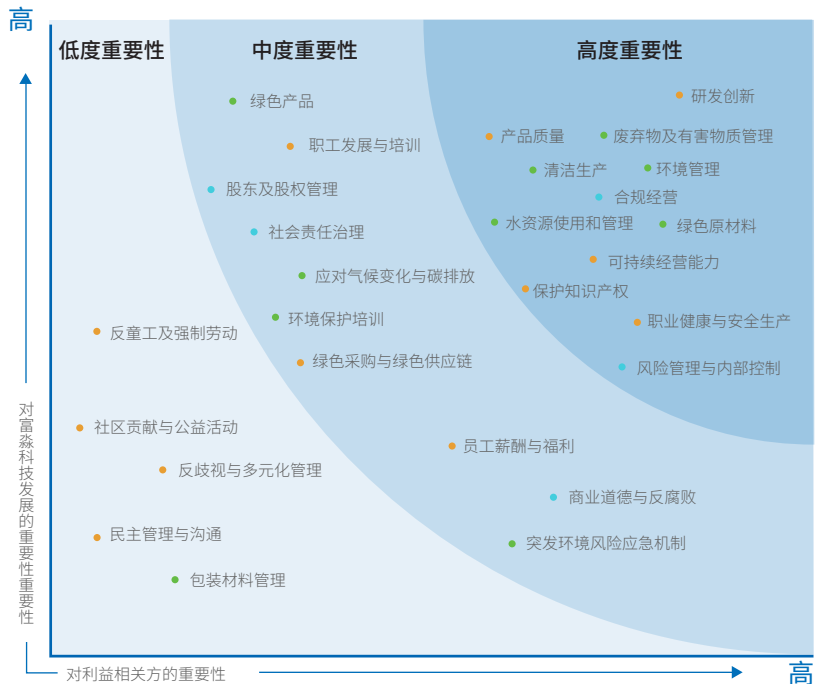 高
低度重要性
中度重要性
高度重要性
研发创新
绿色产品
产品质量
废弃物及有害物质管理
职工发展与培训
清洁生产
环境管理
股东及股权管理
合规经营
水资源使用和管理
绿色原材料
社会责任治理
可持续经营能力
应对气候变化与碳排放
保护知识产权
环境保护培训
职业健康与安全生产
反童工及强制劳动
绿色采购与绿色供应链
风险管理与内部控制
社区贡献与公益活动
员工薪酬与福利
反歧视与多元化管理
商业道德与反腐败
民主管理与沟通
突发环境风险应急机制
包装材料管理
对富淼科技发展的重要性重要性
对利益相关方的重要性
高